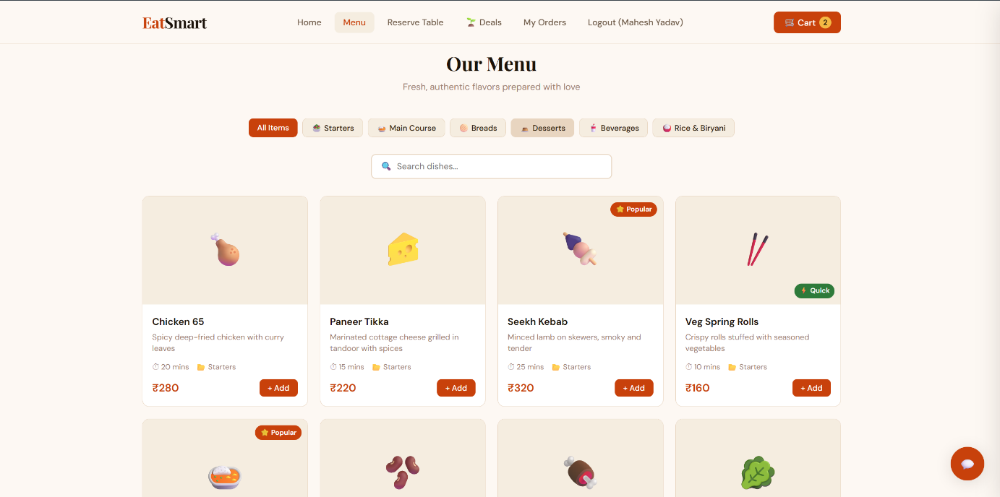 EatSmart
Home
Menu
Reserve Table
Deals
My Orders
Logout (Mahesh Yadav)
Cart 2
Our Menu
Fresh, authentic flavors prepared with love
All Items
Starters
Main Course
Breads
Desserts
Beverages
Rice & Biryani
Search dishes...
Chicken 65
Spicy deep-fried chicken with curry
leaves
20 mins
Starters
₹280
+ Add
Paneer Tikka
Marinated cottage cheese grilled in
tandoor with spices
15 mins
Starters
₹220
+ Add
Popular
Seekh Kebab
Minced lamb on skewers, smoky and
tender
25 mins
Starters
₹320
+ Add
Quick
Veg Spring Rolls
Crispy rolls stuffed with seasoned
vegetables
10 mins
Starters
₹160
+ Add
Popular